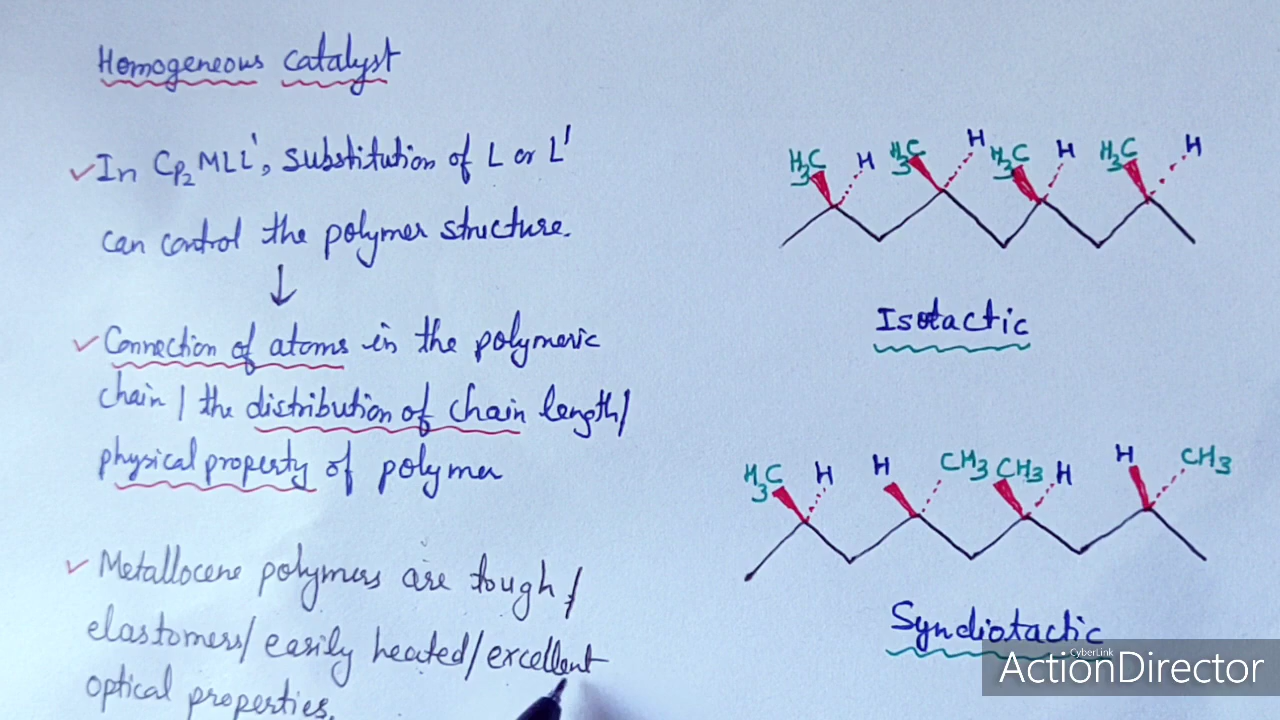 Homogeneous catalyst
In Cp2MLL', substitution of L or L'
can control the polymer structure.
↓
Connection of atoms in the polymeric
chain / the distribution of chain length/
physical property of polymer
Metallocene polymers are tough/
elastomers/ easily heated/excellent
optical properties.
H3C H H3C H H3C H H3C H
Isotactic
H3C H H CH3 CH3 H H CH3
Syndiotactic
CyberLink
ActionDirector